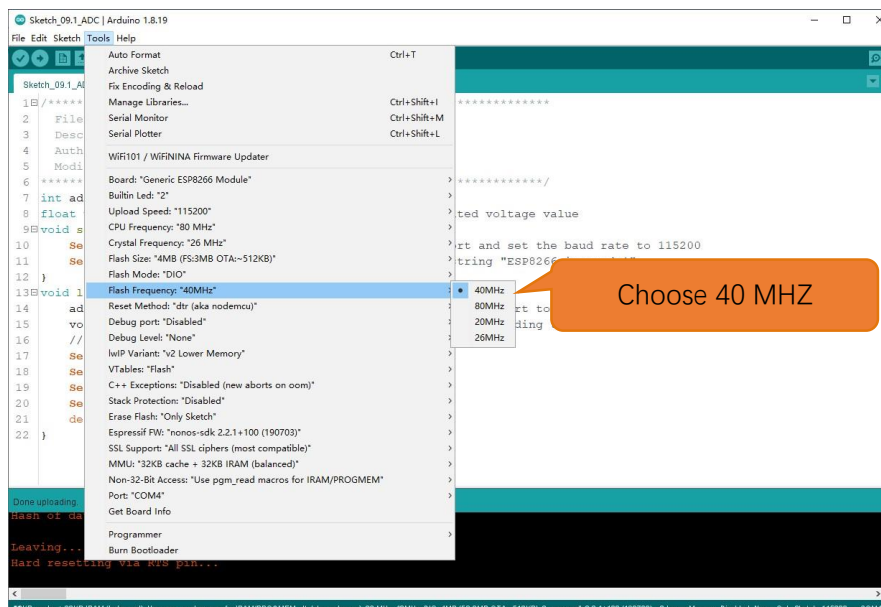 Sketch_09.1_ADC | Arduino 1.8.19
File Edit Sketch Tools Help
Sketch_09.1_A
Auto Format Ctrl+T
Archive Sketch
Fix Encoding & Reload
Manage Libraries... Ctrl+Shift+I
Serial Monitor Ctrl+Shift+M
Serial Plotter Ctrl+Shift+L
WiFi101 / WiFiNINA Firmware Updater
Board: "Generic ESP8266 Module"
Builtin Led: "2"
Upload Speed: "115200"
CPU Frequency: "80 MHz"
Crystal Frequency: "26 MHz"
Flash Size: "4MB (FS:3MB OTA:~512KB)"
Flash Mode: "DIO"
Flash Frequency: "40MHz"
Reset Method: "dtr (aka nodemcu)"
Debug port: "Disabled"
Debug Level: "None"
lwIP Variant: "v2 Lower Memory"
VTables: "Flash"
C++ Exceptions: "Disabled (new aborts on oom)"
Stack Protection: "Disabled"
Erase Flash: "Only Sketch"
Espressif FW: "nonos-sdk 2.2.1+100 (190703)"
SSL Support: "All SSL ciphers (most compatible)"
MMU: "32KB cache + 32KB IRAM (balanced)"
Non-32-Bit Access: "Use pgm_read macros for IRAM/PROGMEM"
Port: "COM4"
Get Board Info
Programmer
Burn Bootloader
40MHz
80MHz
20MHz
26MHz
Choose 40 MHZ
1 /***** *************
2 File
3 Desc
4 Auth
5 Modi
6 ****** ************/
7 int ad
8 float ted voltage value
9 void s
10 Se rt and set the baud rate to 115200
11 Se tring "ESP8266
12 }
13 void l
14 ad rt to
15 vo ding
16 //
17 Se
18 Se
19 Se
20 Se
21 de
22 }
Done uploading.
Hash of da
Leaving...
Hard resetting via RTS pin...